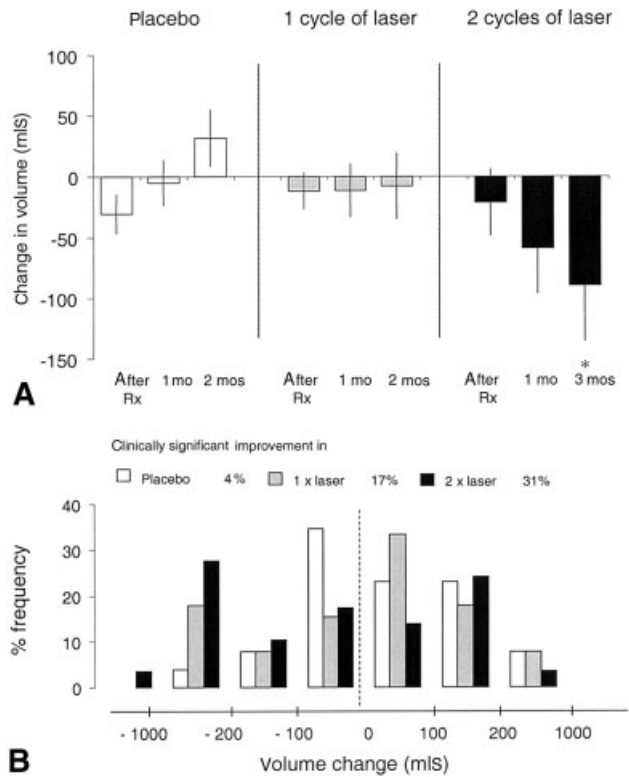 Placebo 1 cycle of laser 2 cycles of laser
100
50
0
-50
-100
-150
Change in volume (mlS)
After Rx 1 mo 2 mos After Rx 1 mo 2 mos After Rx 1 mo * 3 mos
A
Clinically significant improvement in
Placebo 4% 1 x laser 17% 2 x laser 31%
40
30
20
10
0
% frequency
- 1000 - 200 - 100 0 100 200 1000
Volume change (mlS)
B